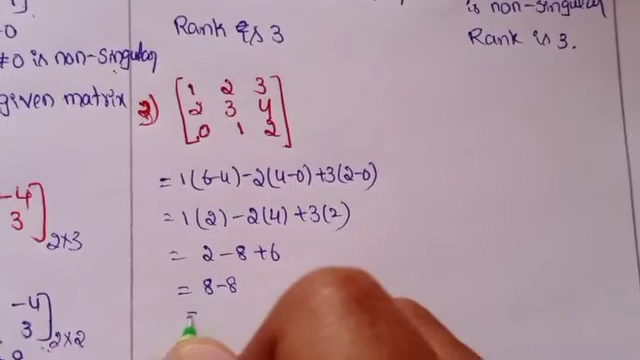 -0
≠0 is non-singular
given matrix
-4
3]2×3
-4
3]2×2
Rank is 3
2) [1 2 3
2 3 4
0 1 2]
=1(6-4)-2(4-0)+3(2-0)
=1(2)-2(4)+3(2)
= 2-8+6
= 8-8
=
is non-singular
Rank is 3.